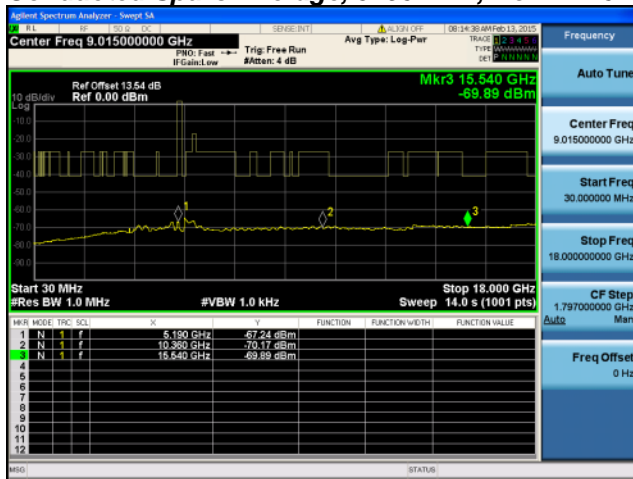 Agilent Spectrum Analyzer - Swept SA
RL RF 50 Ω DC SENSE:INT ALIGN OFF 08:14:38 AM Feb 13, 2015
Center Freq 9.015000000 GHz
PNO: Fast
IFGain:Low
Trig: Free Run
#Atten: 4 dB
Avg Type: Log-Pwr
TRACE 1 2 3 4 5 6
TYPE
DET P N N N N N
Frequency
Auto Tune
Ref Offset 13.54 dB
10 dB/div Ref 0.00 dBm
Log
Mkr3 15.540 GHz
-69.89 dBm
-10.0
-20.0
-30.0
-40.0
-50.0
-60.0
-70.0
-80.0
-90.0
1
2
3
Center Freq
9.015000000 GHz
Start Freq
30.000000 MHz
Stop Freq
18.000000000 GHz
Start 30 MHz Stop 18.000 GHz
#Res BW 1.0 MHz #VBW 1.0 kHz Sweep 14.0 s (1001 pts)
CF Step
1.797000000 GHz
Auto Man
MKR MODE TRC SCL X Y FUNCTION FUNCTION WIDTH FUNCTION VALUE
1 N 1 f 5.190 GHz -67.24 dBm
2 N 1 f 10.360 GHz -70.17 dBm
3 N 1 f 15.540 GHz -69.89 dBm
4
5
6
7
8
9
10
11
12
Freq Offset
0 Hz
MSG STATUS